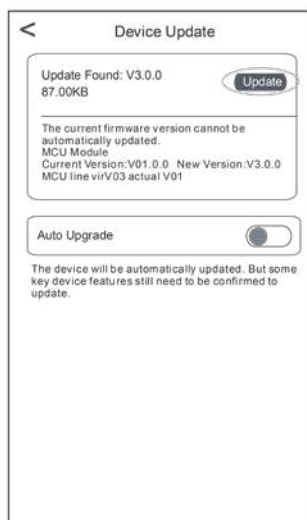 <
Device Update
Update Found: V3.0.0
87.00KB
Update
The current firmware version cannot be
automatically updated.
MCU Module
Current Version:V01.0.0 New Version:V3.0.0
MCU line virV03 actual V01
Auto Upgrade
The device will be automatically updated. But some
key device features still need to be confirmed to
update.